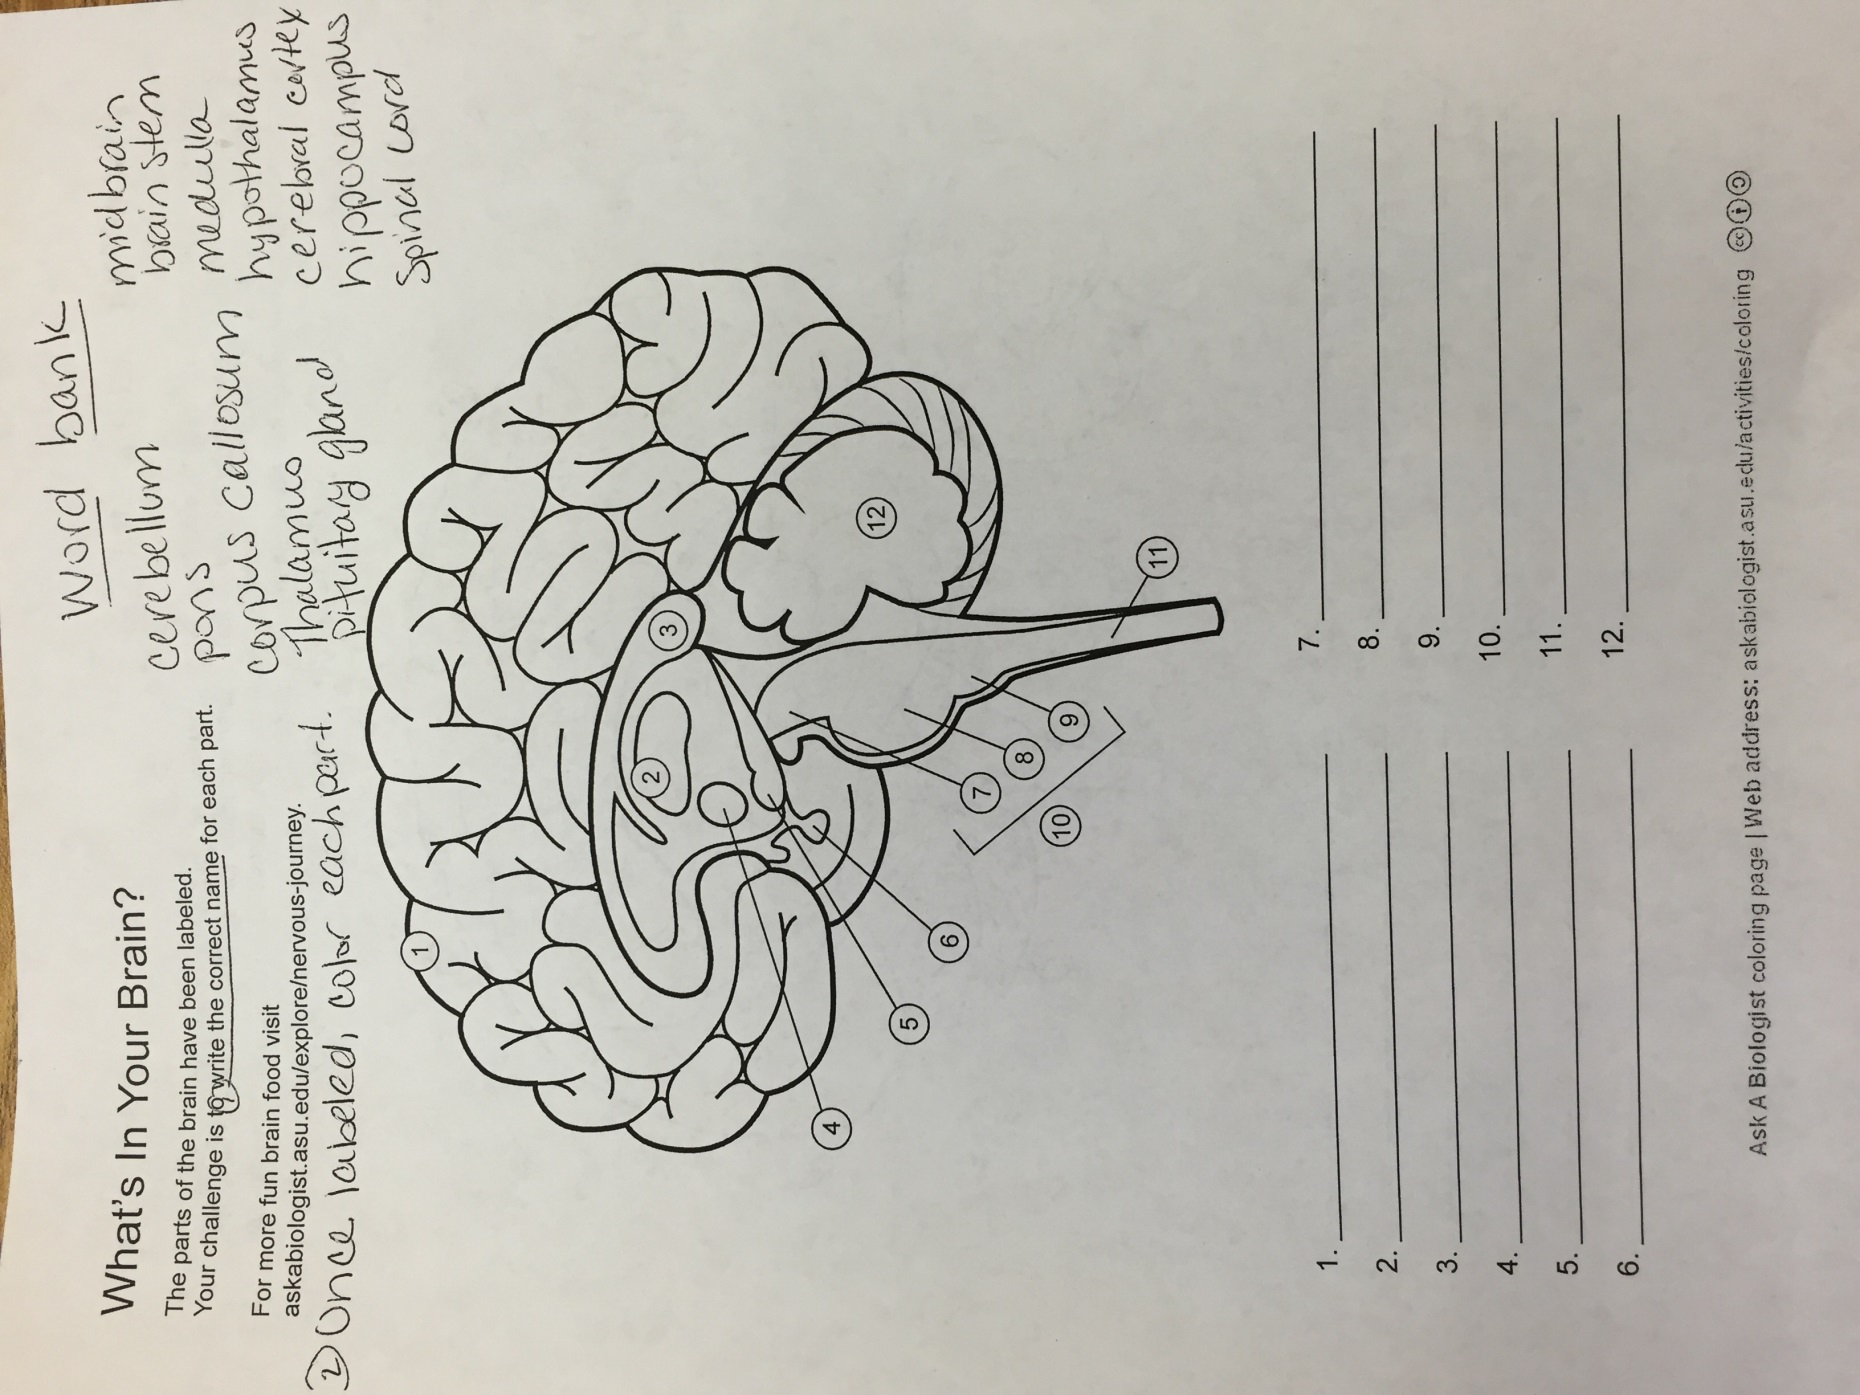 Word bank
cerebellum
pons
corpus callosum
Thalamus
pituitary gland
midbrain
brain stem
medulla
hypothalamus
cerebral cortex
hippocampus
Spinal cord
What's In Your Brain?
The parts of the brain have been labeled.
Your challenge is to write the correct name for each part.
For more fun brain food visit
askabiologist.asu.edu/explore/nervous-journey.
2 Once labeled, color each part.
1
2
3
4
5
6
7
8
9
10
11
12
1.
2.
3.
4.
5.
6.
7.
8.
9.
10.
11.
12.
Ask A Biologist coloring page | Web address: askabiologist.asu.edu/activities/coloring cc